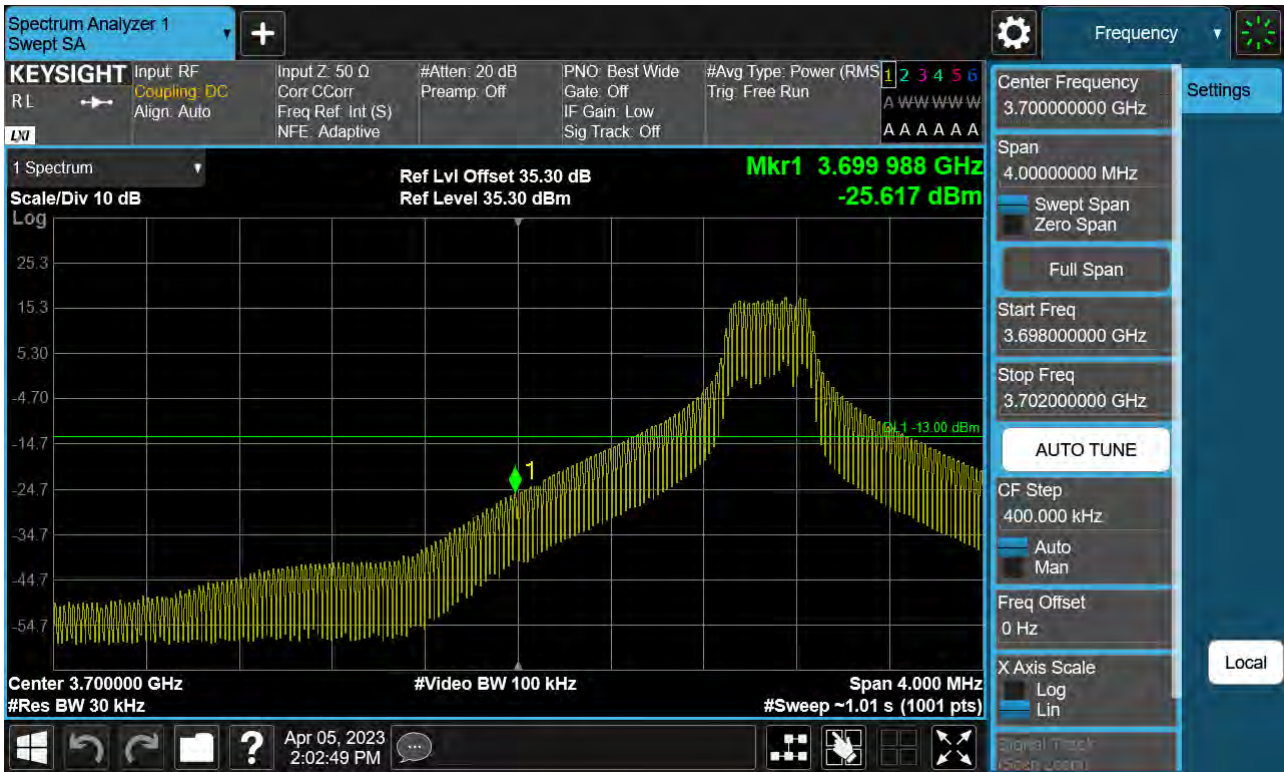 Spectrum Analyzer 1
Swept SA
+
Frequency
KEYSIGHT
RL
LXI
Input: RF
Coupling: DC
Align: Auto
Input Z: 50 Ω
Corr CCorr
Freq Ref: Int (S)
NFE: Adaptive
#Atten: 20 dB
Preamp: Off
PNO: Best Wide
Gate: Off
IF Gain: Low
Sig Track: Off
#Avg Type: Power (RMS
Trig: Free Run
1 2 3 4 5 6
A W W W W W
A A A A A A
1 Spectrum
Scale/Div 10 dB
Log
Ref Lvl Offset 35.30 dB
Ref Level 35.30 dBm
Mkr1 3.699 988 GHz
-25.617 dBm
25.3
15.3
5.30
-4.70
-14.7
-24.7
-34.7
-44.7
-54.7
1
DL1 -13.00 dBm
Center 3.700000 GHz
#Res BW 30 kHz
#Video BW 100 kHz
Span 4.000 MHz
#Sweep ~1.01 s (1001 pts)
Center Frequency
3.700000000 GHz
Settings
Span
4.00000000 MHz
Swept Span
Zero Span
Full Span
Start Freq
3.698000000 GHz
Stop Freq
3.702000000 GHz
AUTO TUNE
CF Step
400.000 kHz
Auto
Man
Freq Offset
0 Hz
X Axis Scale
Log
Lin
Signal Track
(Span Zoom)
Local
?
Apr 05, 2023
2:02:49 PM